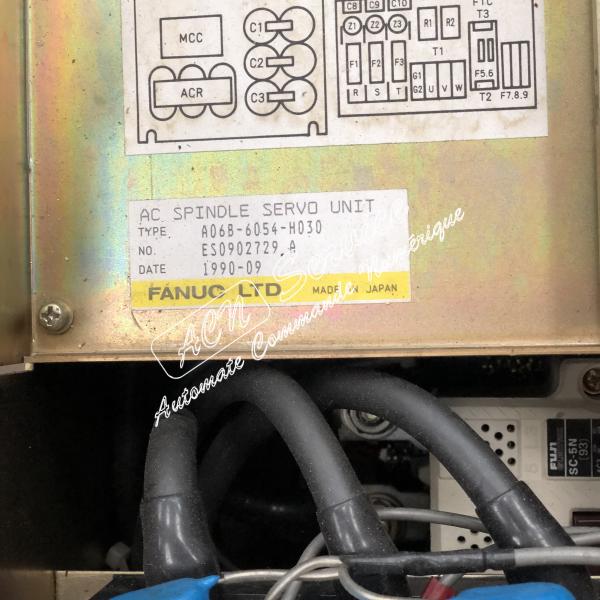 C8 C9 C10
Z1 Z2 Z3
R1 R2
FTC
T3
MCC
C1
C2
T1
ACR
F1 F2 F3
G1
F5.6
C3
R S T
G2 U V W
T2
F7.8.9
AC SPINDLE SERVO UNIT
TYPE. A06B-6054-H030
NO. ES0902729 A
DATE 1990-09
FANUC LTD MADE IN JAPAN
ACN Service
Automate Commande Numérique
FUJI
SC-5N
[93]